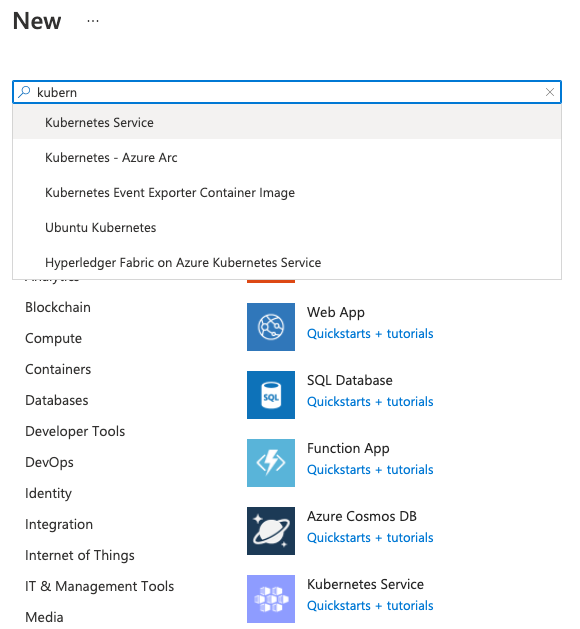 New ...
kubern
Kubernetes Service
Kubernetes - Azure Arc
Kubernetes Event Exporter Container Image
Ubuntu Kubernetes
Hyperledger Fabric on Azure Kubernetes Service
Analytics
Blockchain
Compute
Containers
Databases
Developer Tools
DevOps
Identity
Integration
Internet of Things
IT & Management Tools
Media
Web App
Quickstarts + tutorials
SQL
SQL Database
Quickstarts + tutorials
Function App
Quickstarts + tutorials
Azure Cosmos DB
Quickstarts + tutorials
Kubernetes Service
Quickstarts + tutorials